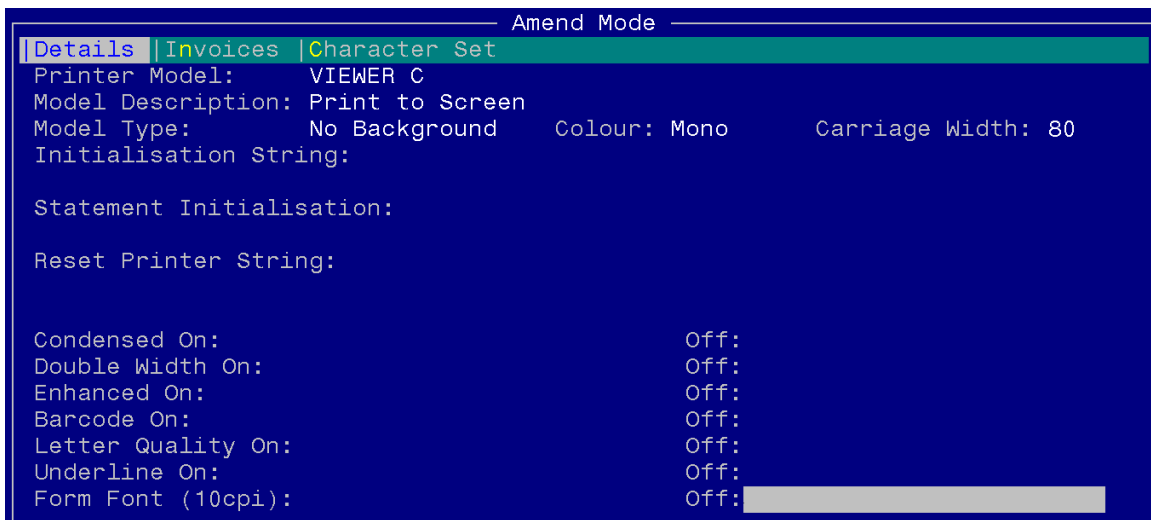 Amend Mode
|Details |Invoices |Character Set
Printer Model: VIEWER C
Model Description: Print to Screen
Model Type: No Background Colour: Mono Carriage Width: 80
Initialisation String:
Statement Initialisation:
Reset Printer String:
Condensed On: Off:
Double Width On: Off:
Enhanced On: Off:
Barcode On: Off:
Letter Quality On: Off:
Underline On: Off:
Form Font (10cpi): Off: